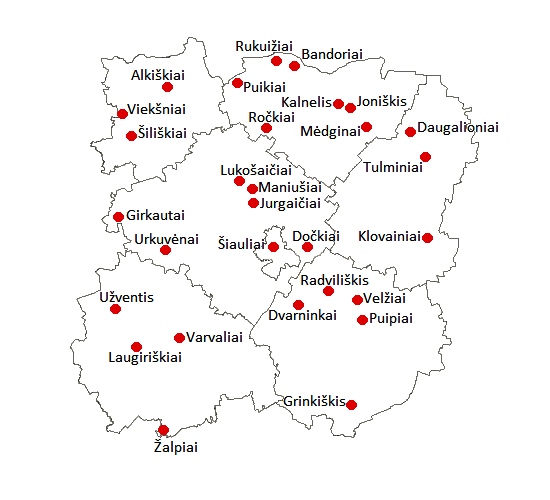 Rukuižiai
Bandoriai
Alkiškiai
Puikiai
Kalnelis
Joniškis
Viekšniai
Ročkiai
Šiliškiai
Mėdginai
Daugalioniai
Tulminiai
Lukošaičiai
Maniušiai
Jurgaičiai
Girkautai
Urkuvėnai
Šiauliai
Dočkiai
Klovainiai
Radviliškis
Užventis
Velžiai
Dvarninkai
Puipiai
Varvaliai
Laugiriškiai
Grinkiškis
Žalpiai